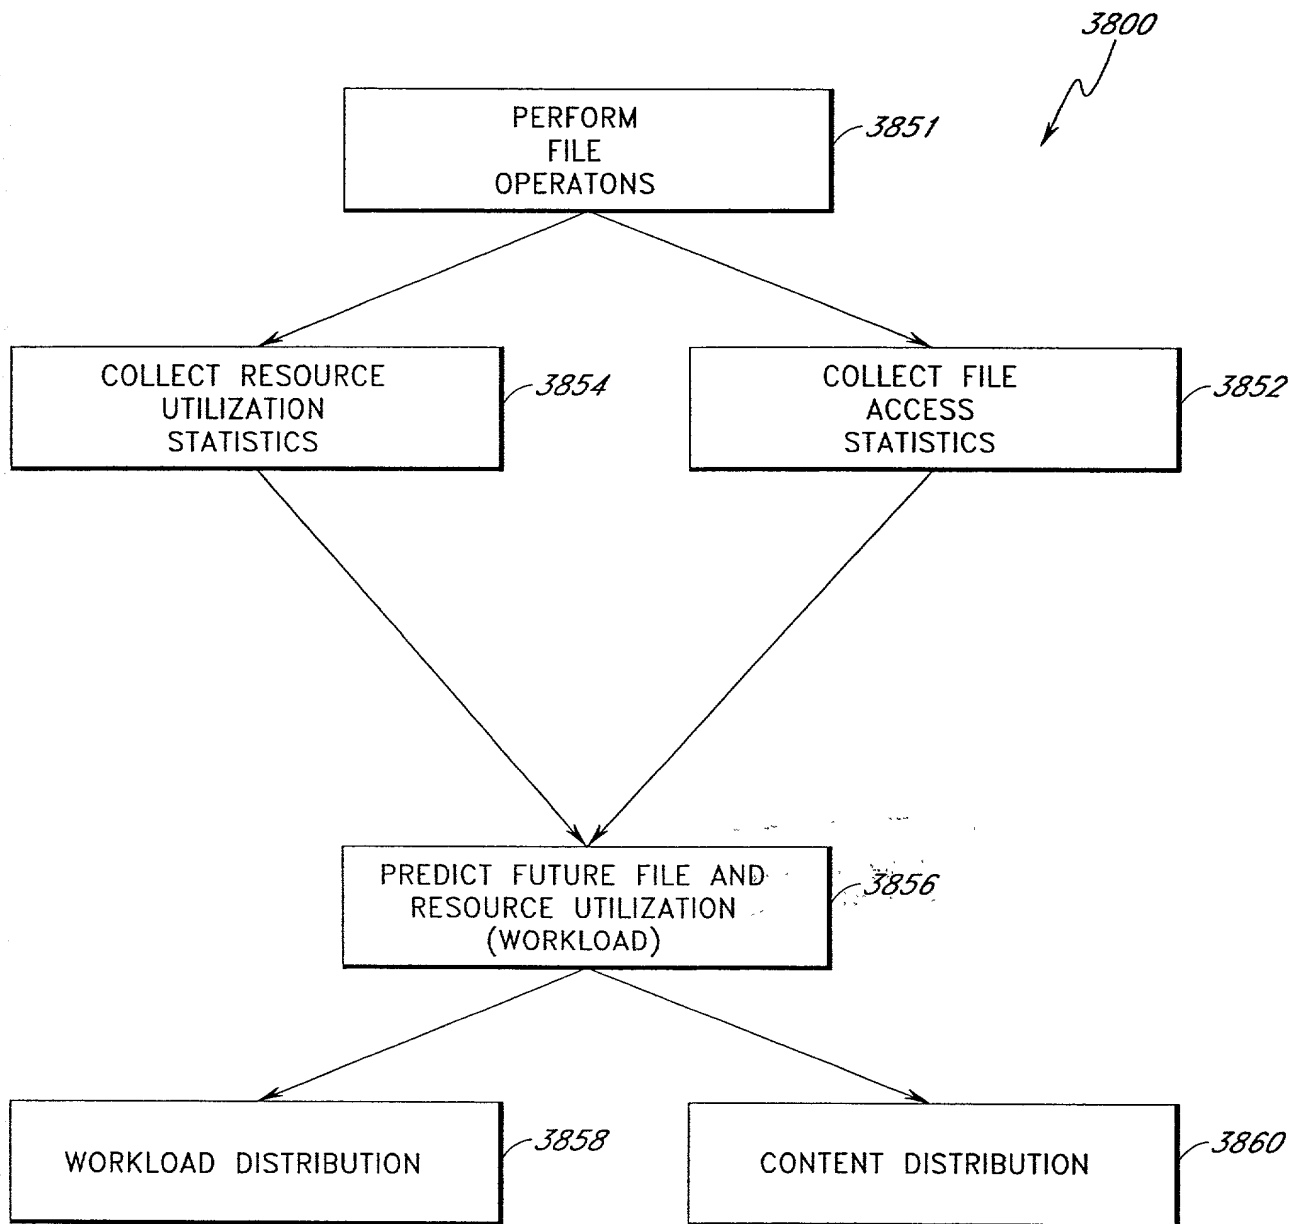 3800
PERFORM
FILE
OPERATONS
3851
COLLECT RESOURCE
UTILIZATION
STATISTICS
3854
COLLECT FILE
ACCESS
STATISTICS
3852
PREDICT FUTURE FILE AND
RESOURCE UTILIZATION
(WORKLOAD)
3856
WORKLOAD DISTRIBUTION
3858
CONTENT DISTRIBUTION
3860